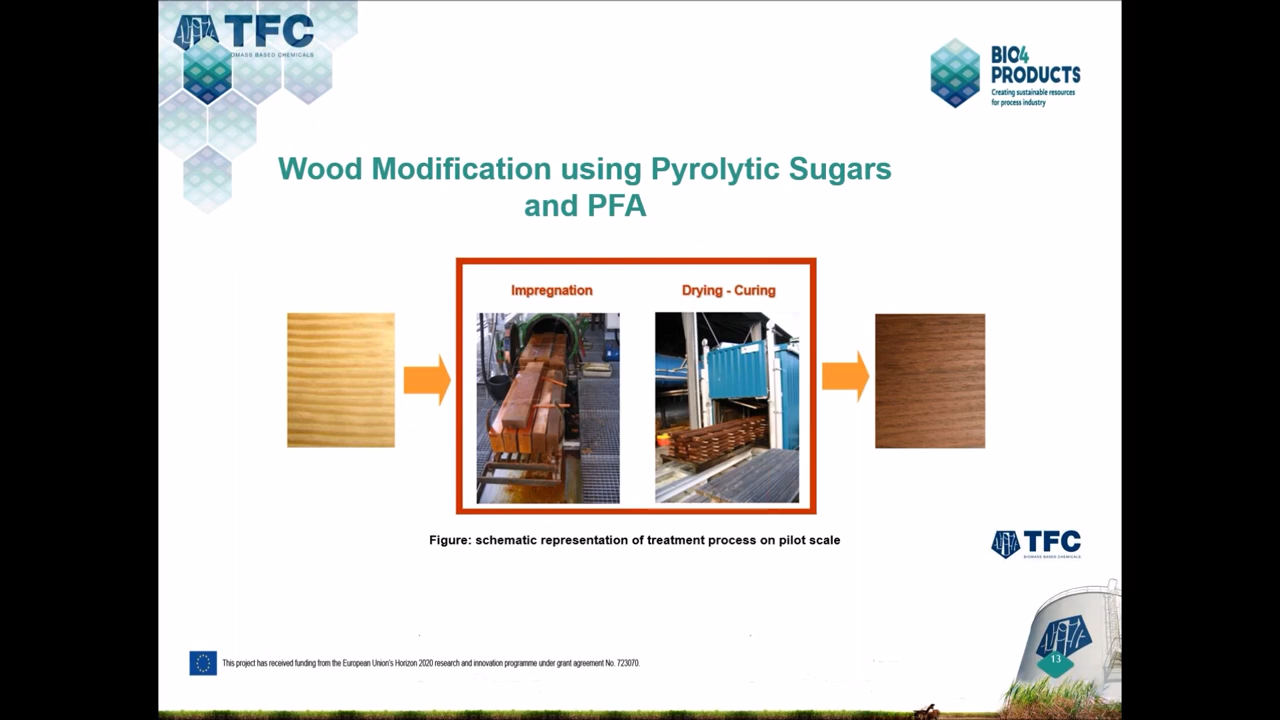 TFC
OMASS BASED CHEMICALS
BIO4
PRODUCTS
Creating sustainable resources
for process industry
Wood Modification using Pyrolytic Sugars
and PFA
Impregnation
Drying - Curing
Figure: schematic representation of treatment process on pilot scale
TFC
BIOMASS BASED CHEMICALS
13
This project has received funding from the European Union's Horizon 2020 research and innovation programme under grant agreement No. 723070.